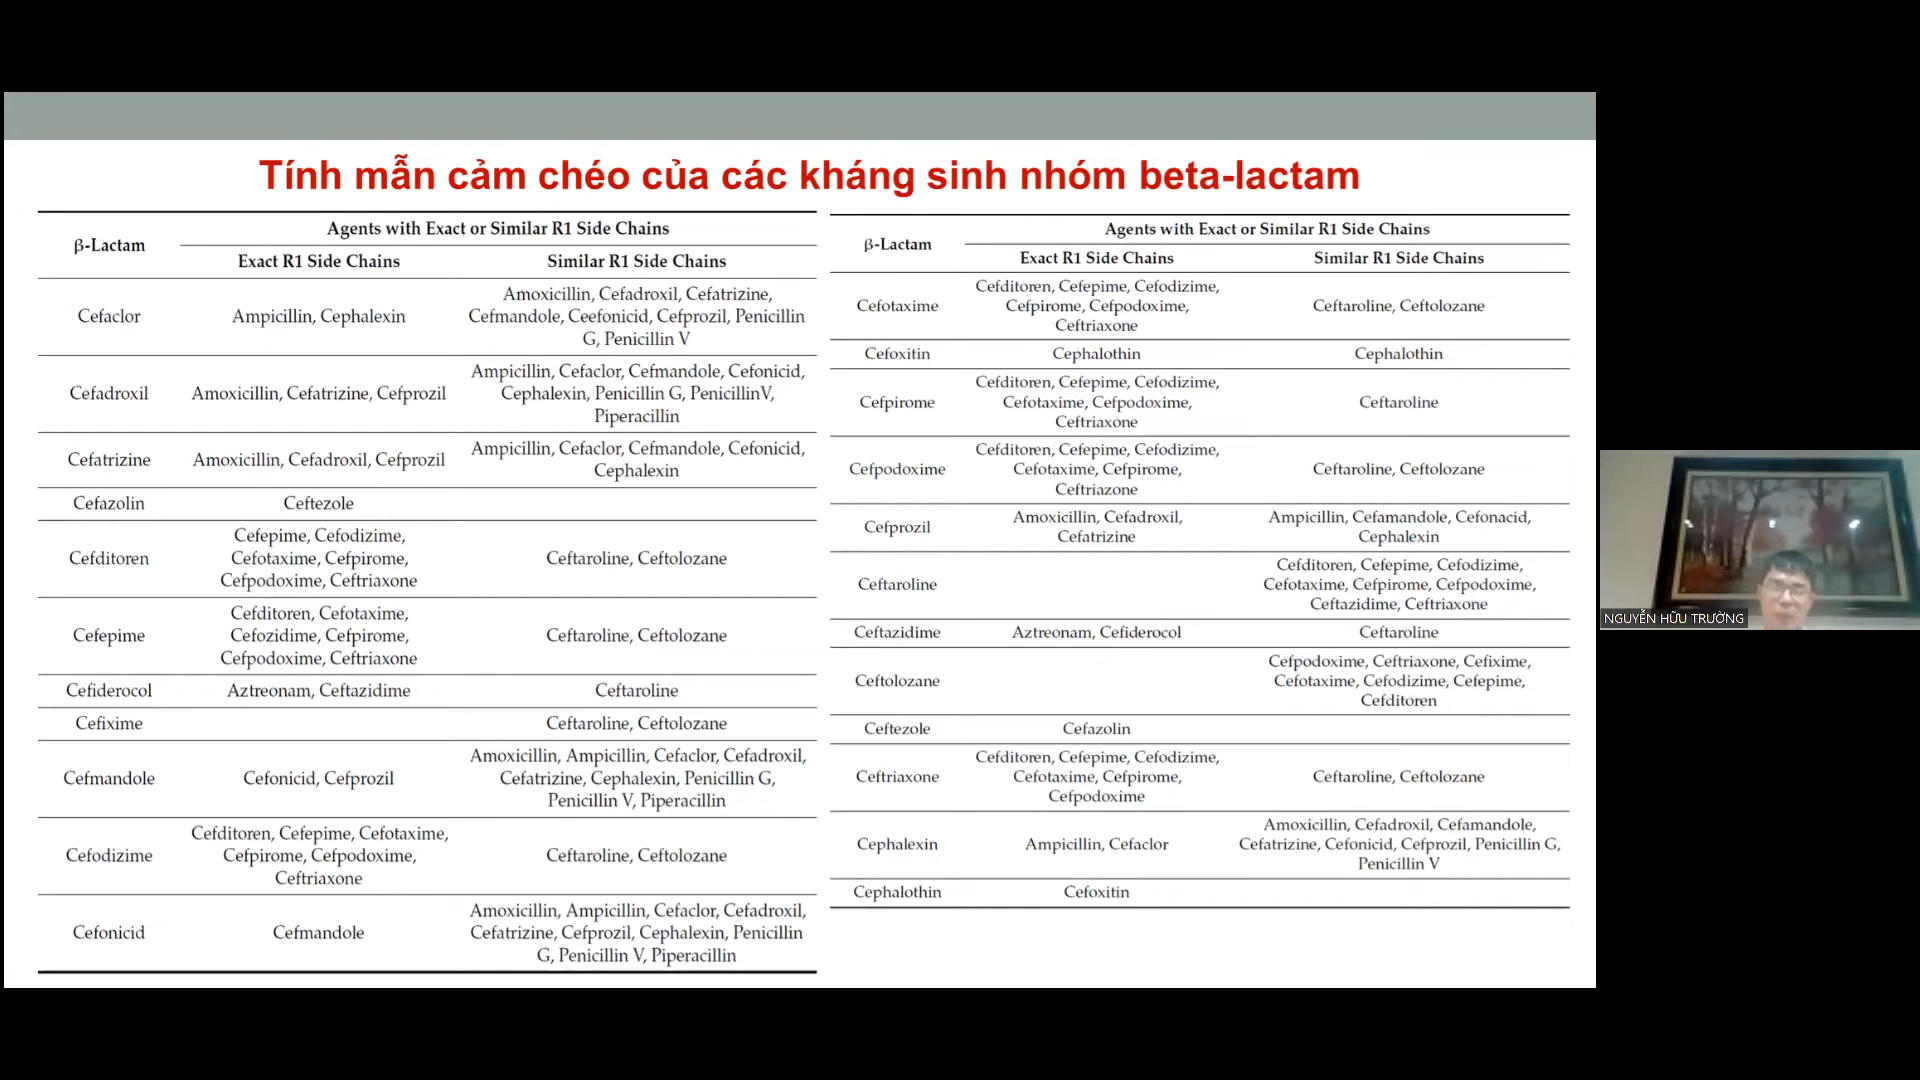 Tính mẫn cảm chéo của các kháng sinh nhóm beta-lactam
β-Lactam
Agents with Exact or Similar R1 Side Chains
Exact R1 Side Chains
Similar R1 Side Chains
Cefaclor
Ampicillin, Cephalexin
Amoxicillin, Cefadroxil, Cefatrizine,
Cefmandole, Ceefonicid, Cefprozil, Penicillin
G, Penicillin V
Cefadroxil
Amoxicillin, Cefatrizine, Cefprozil
Ampicillin, Cefaclor, Cefmandole, Cefonicid,
Cephalexin, Penicillin G, PenicillinV,
Piperacillin
Cefatrizine
Amoxicillin, Cefadroxil, Cefprozil
Ampicillin, Cefaclor, Cefmandole, Cefonicid,
Cephalexin
Cefazolin
Ceftezole
Cefditoren
Cefepime, Cefodizime,
Cefotaxime, Cefpirome,
Cefpodoxime, Ceftriaxone
Ceftaroline, Ceftolozane
Cefepime
Cefditoren, Cefotaxime,
Cefozidime, Cefpirome,
Cefpodoxime, Ceftriaxone
Ceftaroline, Ceftolozane
Cefiderocol
Aztreonam, Ceftazidime
Ceftaroline
Cefixime
Ceftaroline, Ceftolozane
Cefmandole
Cefonicid, Cefprozil
Amoxicillin, Ampicillin, Cefaclor, Cefadroxil,
Cefatrizine, Cephalexin, Penicillin G,
Penicillin V, Piperacillin
Cefodizime
Cefditoren, Cefepime, Cefotaxime,
Cefpirome, Cefpodoxime,
Ceftriaxone
Ceftaroline, Ceftolozane
Cefonicid
Cefmandole
Amoxicillin, Ampicillin, Cefaclor, Cefadroxil,
Cefatrizine, Cefprozil, Cephalexin, Penicillin
G, Penicillin V, Piperacillin
β-Lactam
Agents with Exact or Similar R1 Side Chains
Exact R1 Side Chains
Similar R1 Side Chains
Cefotaxime
Cefditoren, Cefepime, Cefodizime,
Cefpirome, Cefpodoxime,
Ceftriaxone
Ceftaroline, Ceftolozane
Cefoxitin
Cephalothin
Cephalothin
Cefpirome
Cefditoren, Cefepime, Cefodizime,
Cefotaxime, Cefpodoxime,
Ceftriaxone
Ceftaroline
Cefpodoxime
Cefditoren, Cefepime, Cefodizime,
Cefotaxime, Cefpirome,
Ceftriazone
Ceftaroline, Ceftolozane
Cefprozil
Amoxicillin, Cefadroxil,
Cefatrizine
Ampicillin, Cefamandole, Cefonacid,
Cephalexin
Ceftaroline
Cefditoren, Cefepime, Cefodizime,
Cefotaxime, Cefpirome, Cefpodoxime,
Ceftazidime, Ceftriaxone
Ceftazidime
Aztreonam, Cefiderocol
Ceftaroline
Ceftolozane
Cefpodoxime, Ceftriaxone, Cefixime,
Cefotaxime, Cefodizime, Cefepime,
Cefditoren
Ceftezole
Cefazolin
Ceftriaxone
Cefditoren, Cefepime, Cefodizime,
Cefotaxime, Cefpirome,
Cefpodoxime
Ceftaroline, Ceftolozane
Cephalexin
Ampicillin, Cefaclor
Amoxicillin, Cefadroxil, Cefamandole,
Cefatrizine, Cefonicid, Cefprozil, Penicillin G,
Penicillin V
Cephalothin
Cefoxitin
NGUYỄN HỮU TRƯỜNG